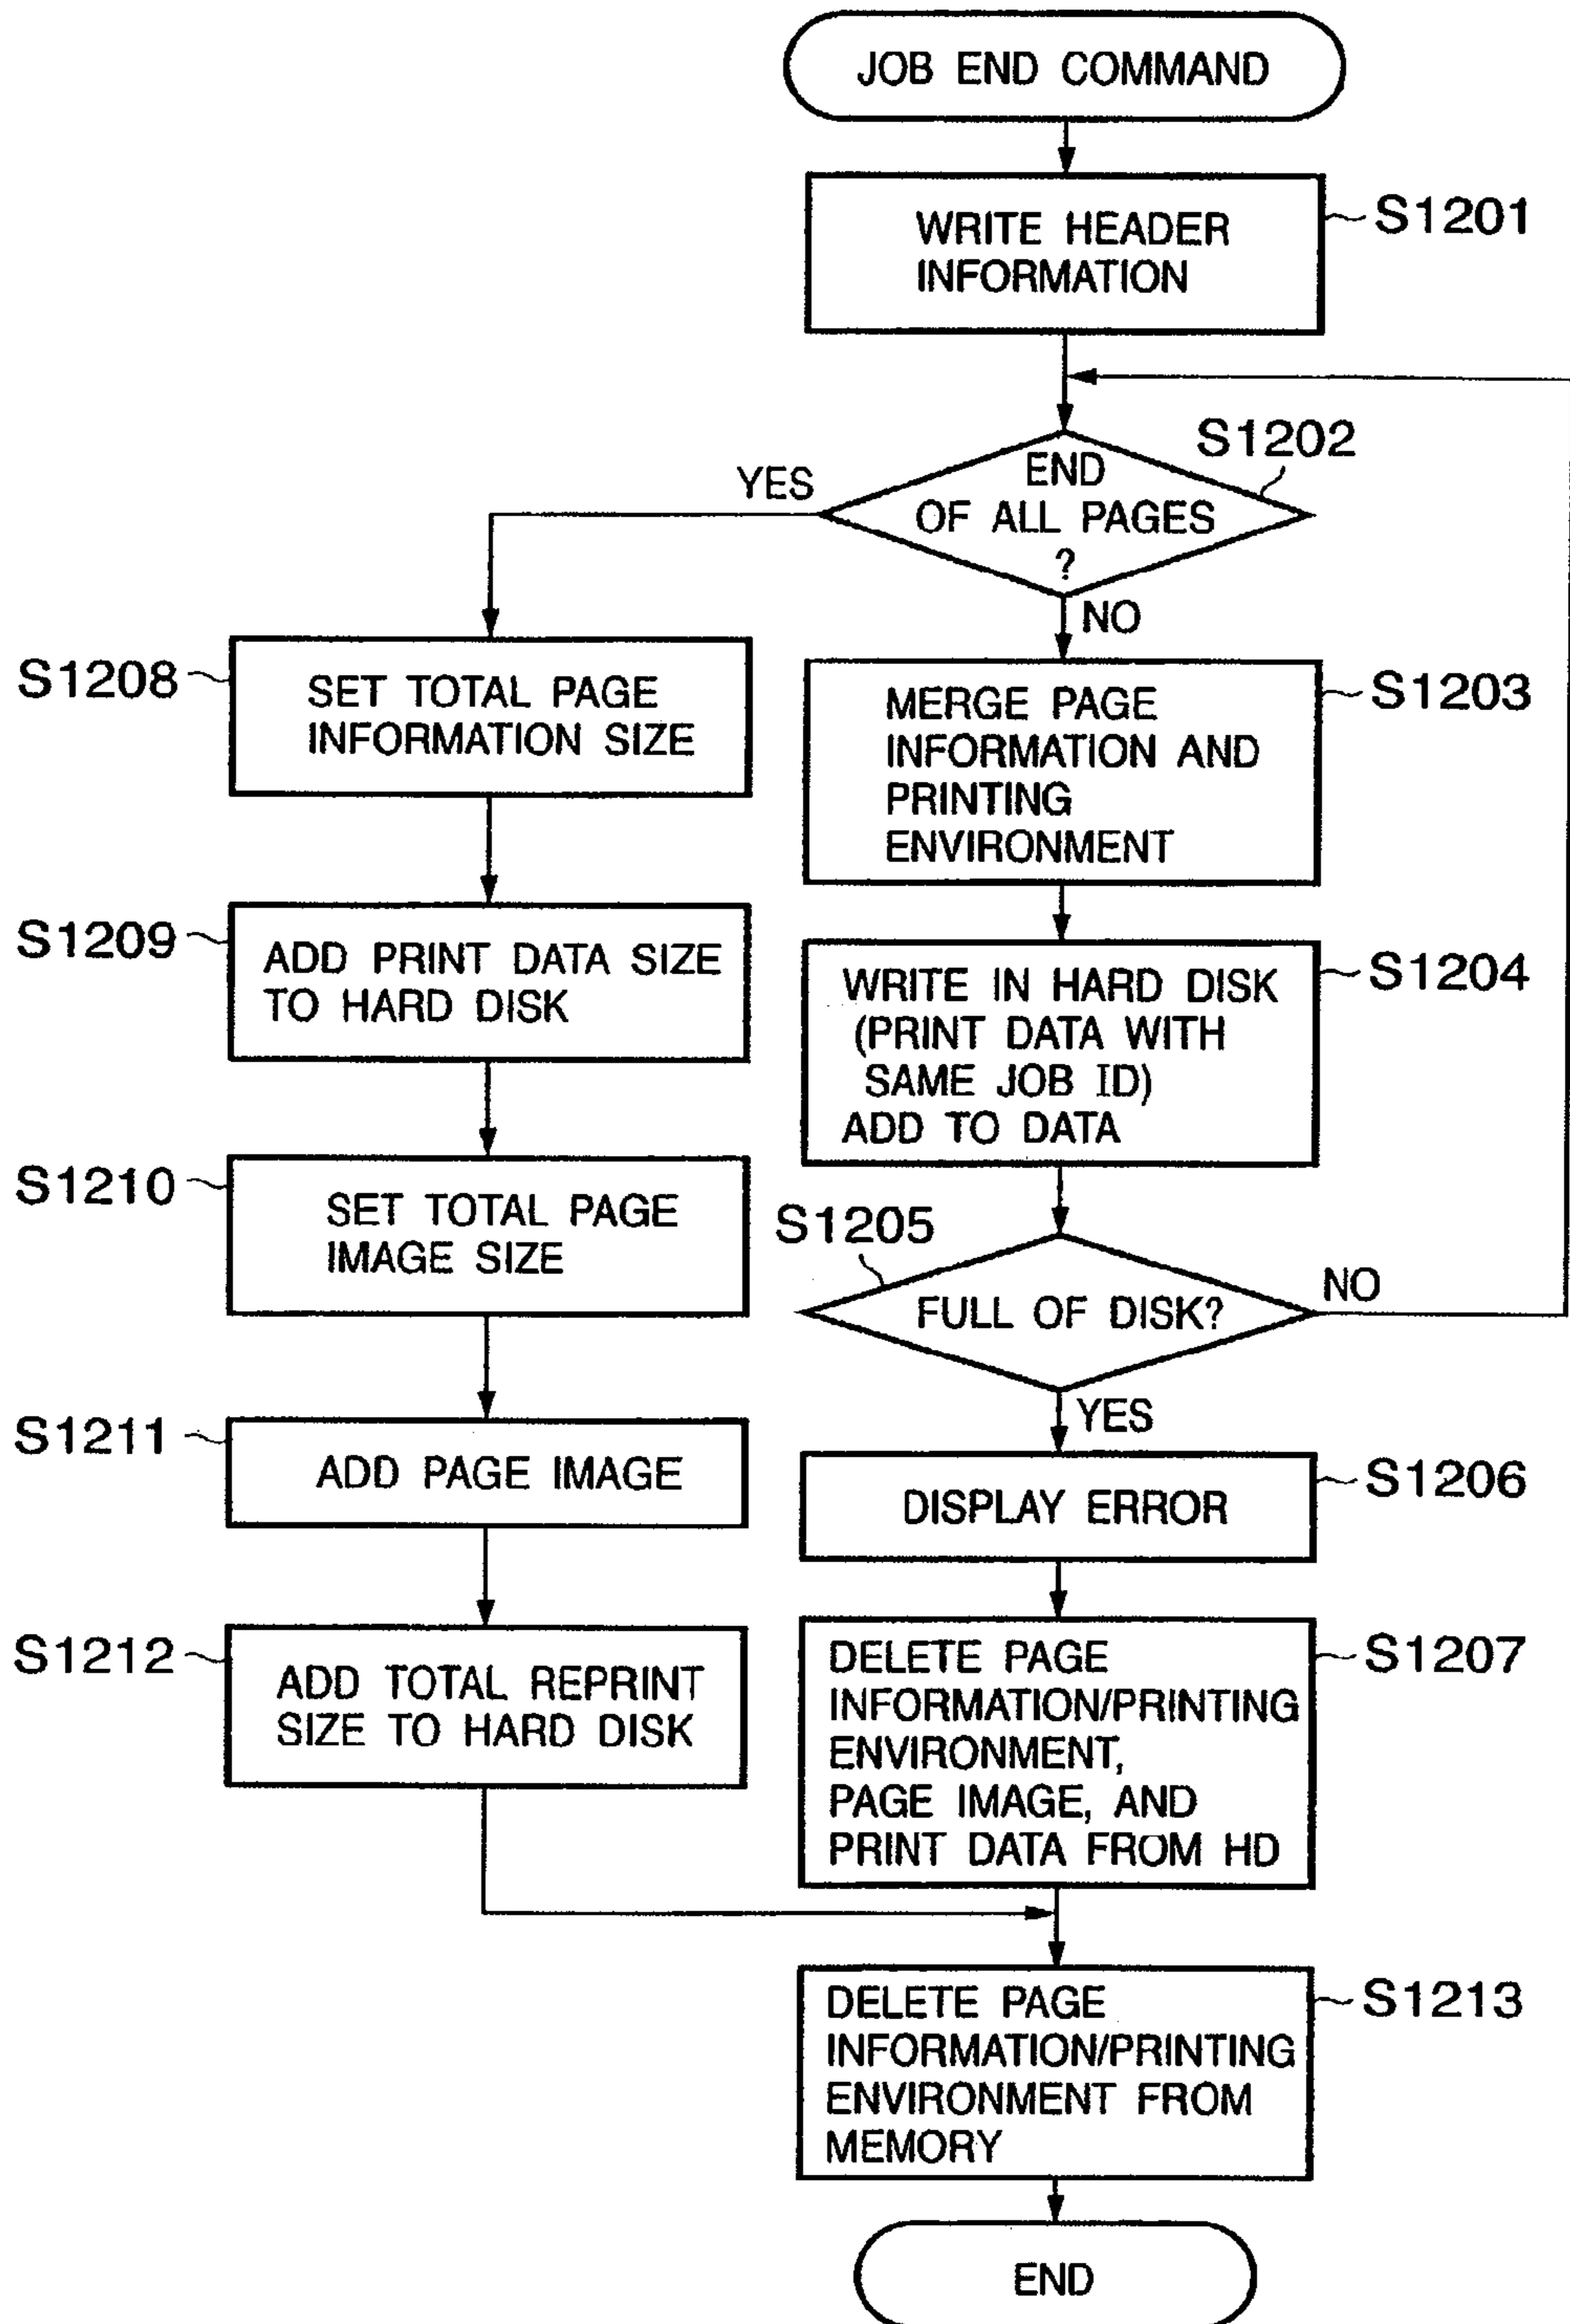 JOB END COMMAND
WRITE HEADER
INFORMATION
S1201
S1202
END
OF ALL PAGES
?
YES
NO
S1208
SET TOTAL PAGE
INFORMATION SIZE
MERGE PAGE
INFORMATION AND
PRINTING
ENVIRONMENT
S1203
S1209
ADD PRINT DATA SIZE
TO HARD DISK
WRITE IN HARD DISK
(PRINT DATA WITH
SAME JOB ID)
ADD TO DATA
S1204
S1210
SET TOTAL PAGE
IMAGE SIZE
S1205
FULL OF DISK?
NO
YES
S1211
ADD PAGE IMAGE
DISPLAY ERROR
S1206
S1212
ADD TOTAL REPRINT
SIZE TO HARD DISK
DELETE PAGE
INFORMATION/PRINTING
ENVIRONMENT,
PAGE IMAGE, AND
PRINT DATA FROM HD
S1207
DELETE PAGE
INFORMATION/PRINTING
ENVIRONMENT FROM
MEMORY
S1213
END